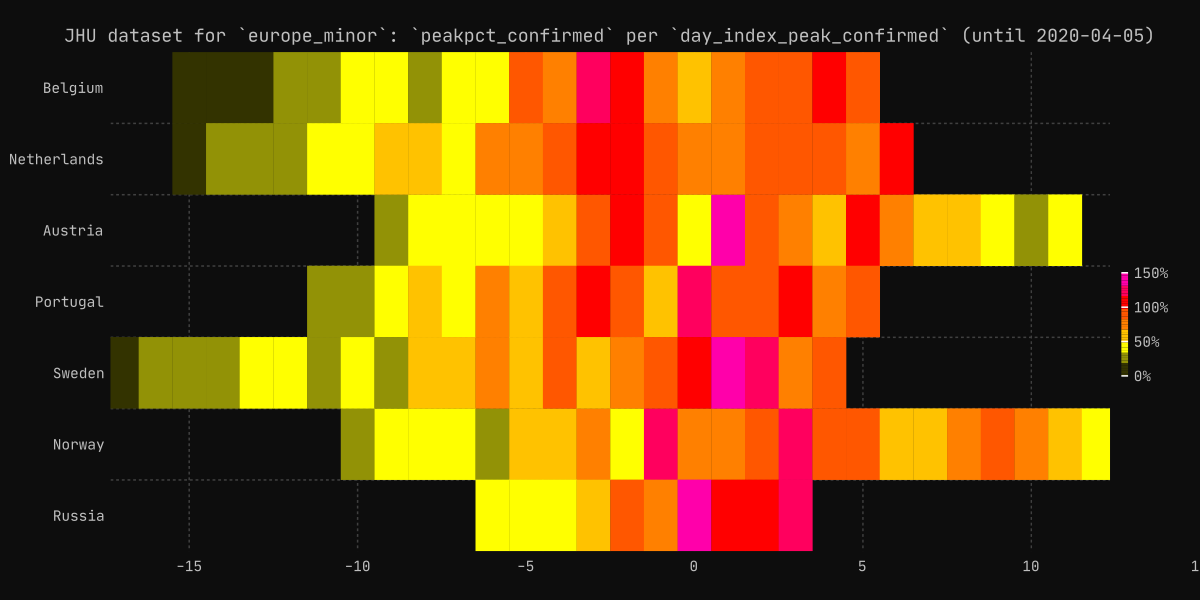 JHU dataset for `europe_minor`: `peakpct_confirmed` per `day_index_peak_confirmed` (until 2020-04-05)
Belgium
Netherlands
Austria
Portugal
Sweden
Norway
Russia
150%
100%
50%
0%
-15 -10 -5 0 5 10 1